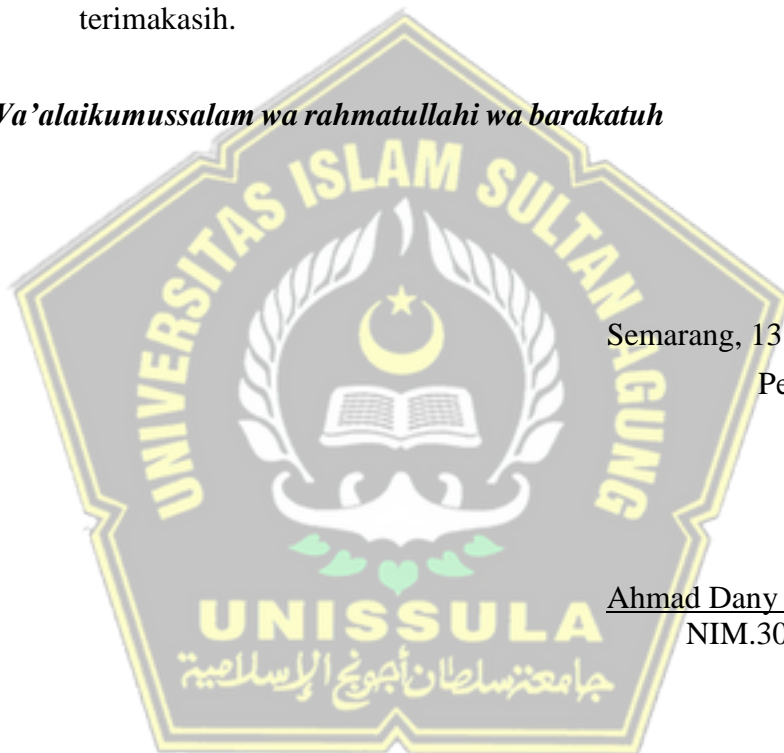 terimakasih.
Va’alaikumussalam wa rahmatullahi wa barakatuh
UNIVERSITAS ISLAM SULTAN AGUNG
Semarang, 13
Pe
Ahmad Dany
NIM.30
UNISSULA
جامعة سلطان أجونج الإسلامية